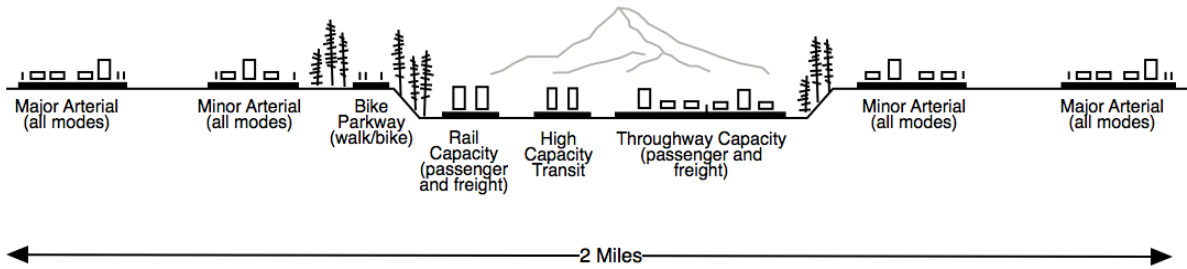 Major Arterial
(all modes)
Minor Arterial
(all modes)
Bike
Parkway
(walk/bike)
Rail
Capacity
(passenger
and freight)
High
Capacity
Transit
Throughway Capacity
(passenger and
freight)
Minor Arterial
(all modes)
Major Arterial
(all modes)
2 Miles